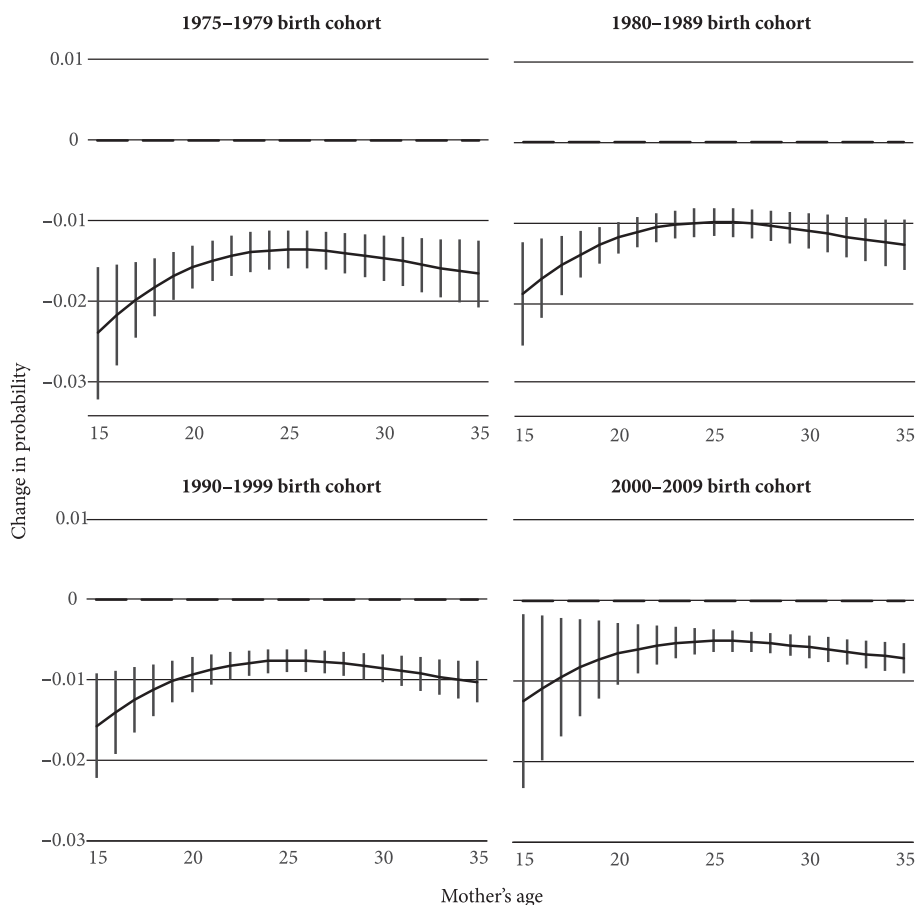 1975–1979 birth cohort
1980–1989 birth cohort
0.01
0
–0.01
–0.02
–0.03
15 20 25 30 35
15 20 25 30 35
Change in probability
1990–1999 birth cohort
2000–2009 birth cohort
0.01
0
–0.01
–0.02
–0.03
15 20 25 30 35
15 20 25 30 35
Mother’s age